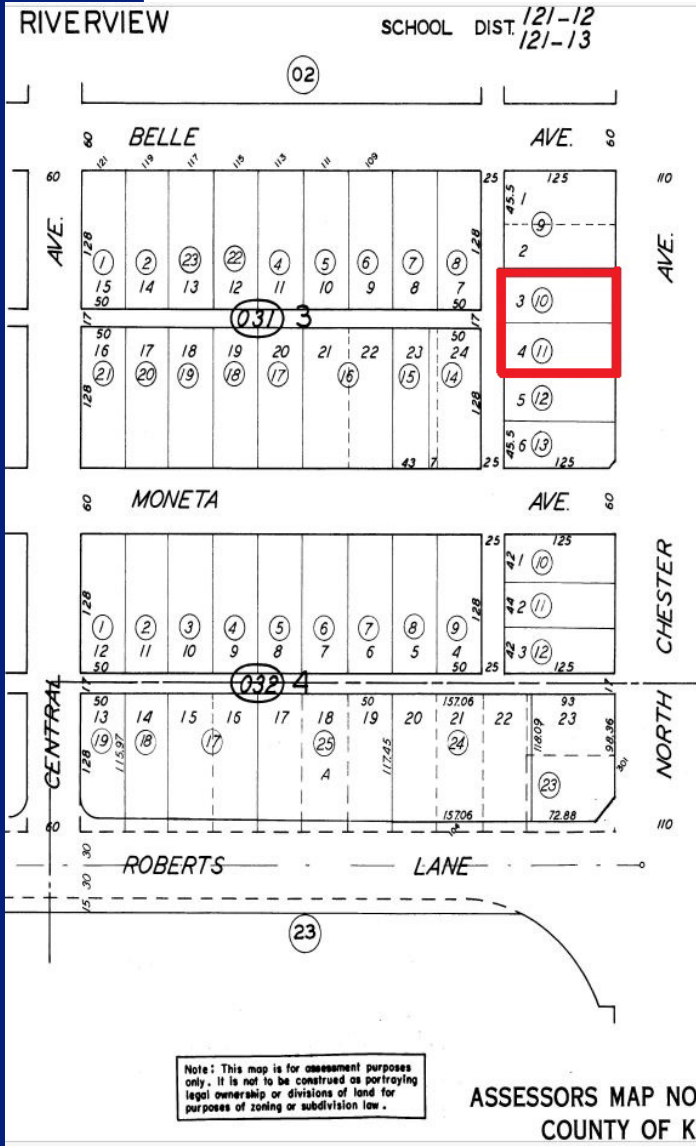 RIVERVIEW
SCHOOL DIST. 121-12
121-13
02
60 BELLE AVE. 60
121 119 117 115 113 111 109
60 AVE. 25 125 110 AVE.
128 128 45.5 1
9
2
1 2 23 22 4 5 6 7 8
15 14 13 12 11 10 9 8 7
50 50
3 10
17 031 3 17
50 50
4 11
16 17 18 19 20 21 22 23 24
21 20 19 18 17 16 15 14
128 128
5 12
45.5 6 13
43 7 25 125
60 MONETA AVE. 60
25 125
42 1 10
128 128
44 2 11
1 2 3 4 5 6 7 8 9
12 11 10 9 8 7 6 5 4
42 3 12
50 50 25 125
17 032 4 17
CENTRAL
NORTH CHESTER
50 50 157.06 93
13 14 15 16 17 18 19 20 21 22 23
19 18 17 25 24
128 115.97 A 117.45 118.09 98.36
23
301
157.06 72.88
104
60 110
30 ROBERTS LANE
15 30
23
Note: This map is for assessment purposes
only. It is not to be construed as portraying
legal ownership or divisions of land for
purposes of zoning or subdivision law.
ASSESSORS MAP NO
COUNTY OF K